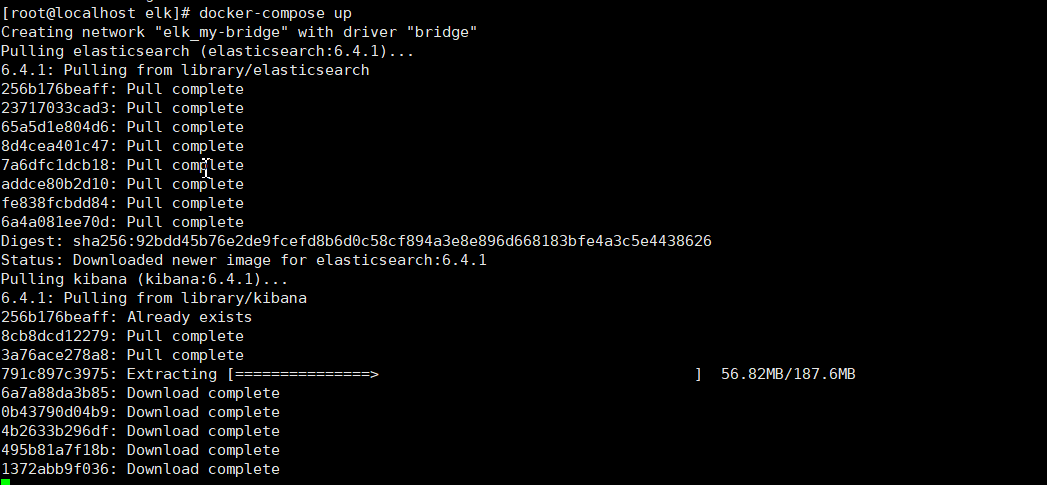 [root@localhost elk]# docker-compose up
Creating network "elk_my-bridge" with driver "bridge"
Pulling elasticsearch (elasticsearch:6.4.1)...
6.4.1: Pulling from library/elasticsearch
256b176beaff: Pull complete
23717033cad3: Pull complete
65a5d1e804d6: Pull complete
8d4cea401c47: Pull complete
7a6dfc1dcb18: Pull complete
addce80b2d10: Pull complete
fe838fcbdd84: Pull complete
6a4a081ee70d: Pull complete
Digest: sha256:92bdd45b76e2de9fcefd8b6d0c58cf894a3e8e896d668183bfe4a3c5e4438626
Status: Downloaded newer image for elasticsearch:6.4.1
Pulling kibana (kibana:6.4.1)...
6.4.1: Pulling from library/kibana
256b176beaff: Already exists
8cb8dcd12279: Pull complete
3a76ace278a8: Pull complete
791c897c3975: Extracting [===============>                                   ]  56.82MB/187.6MB
6a7a88da3b85: Download complete
0b43790d04b9: Download complete
4b2633b296df: Download complete
495b81a7f18b: Download complete
1372abb9f036: Download complete